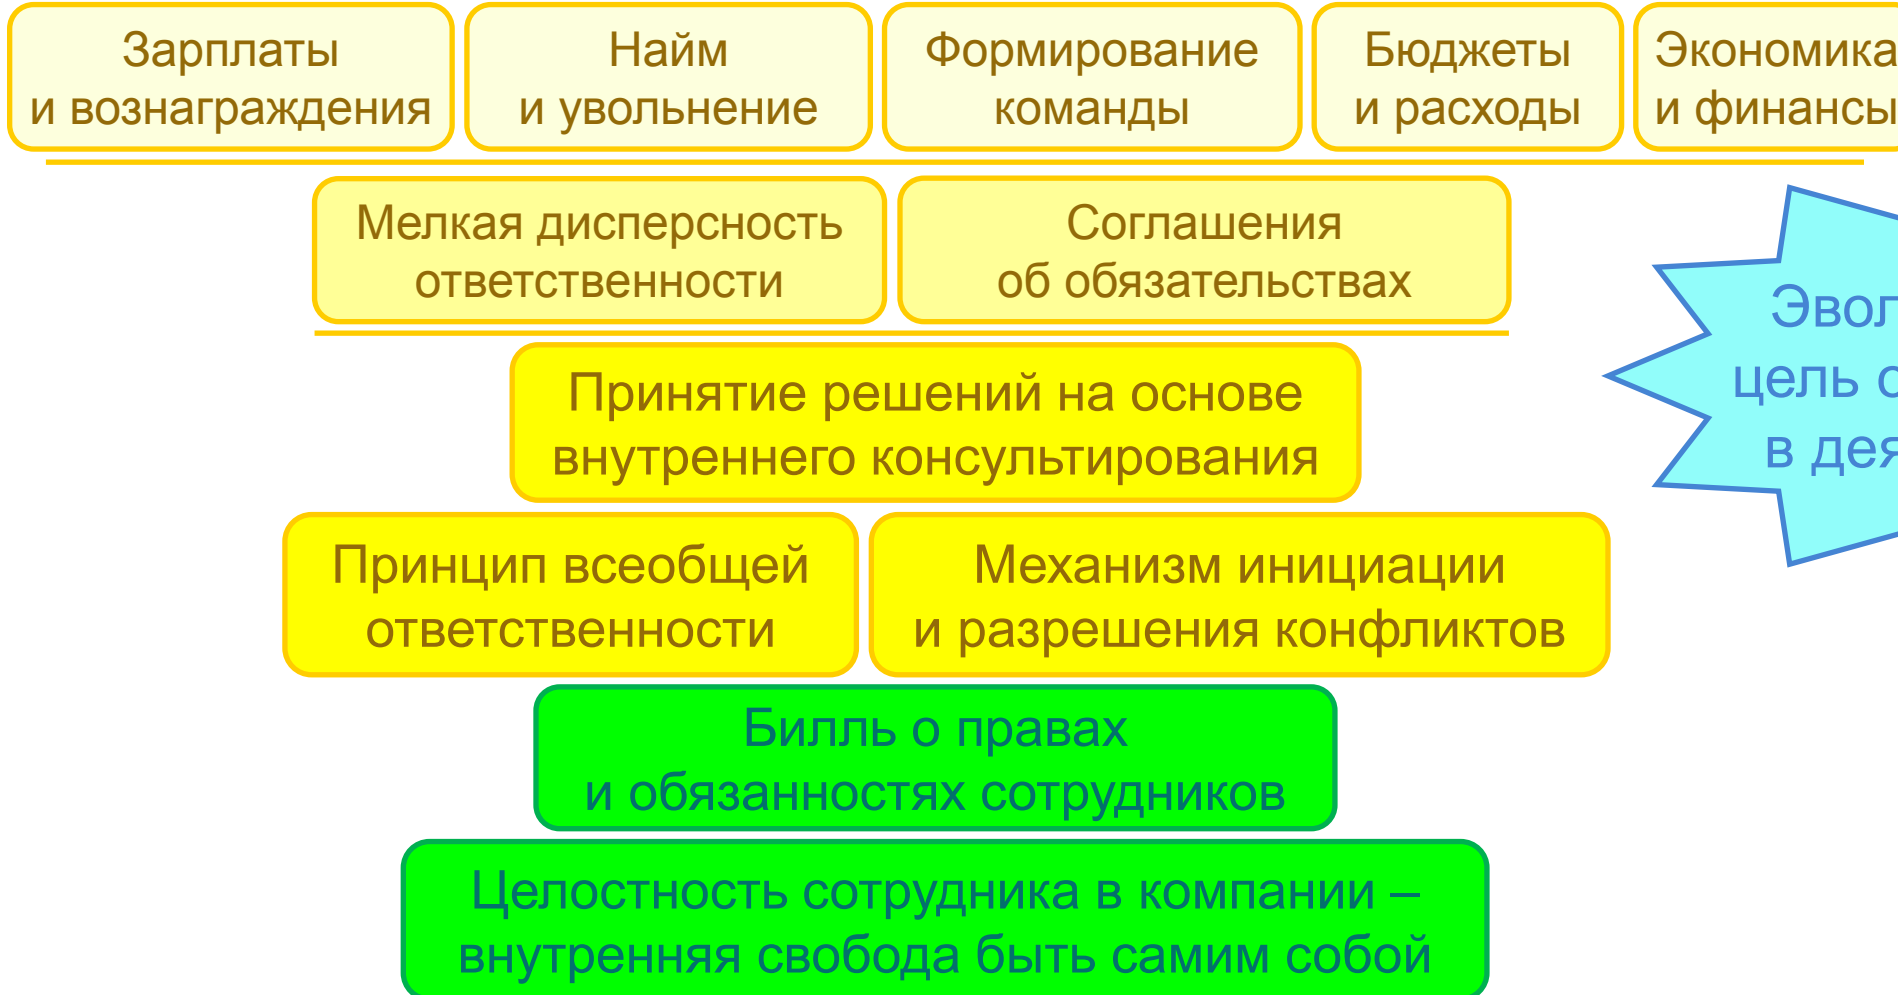 Зарплаты
и вознаграждения
Найм
и увольнение
Формирование
команды
Бюджеты
и расходы
Экономика
и финансы
Мелкая дисперсность
ответственности
Соглашения
об обязательствах
Принятие решений на основе
внутреннего консультирования
цель
в
Принцип всеобщей
ответственности
Механизм инициации
и разрешения конфликтов
Билль о правах
и обязанностях сотрудников
Целостность сотрудника в компании –
внутренняя свобода быть самим собой